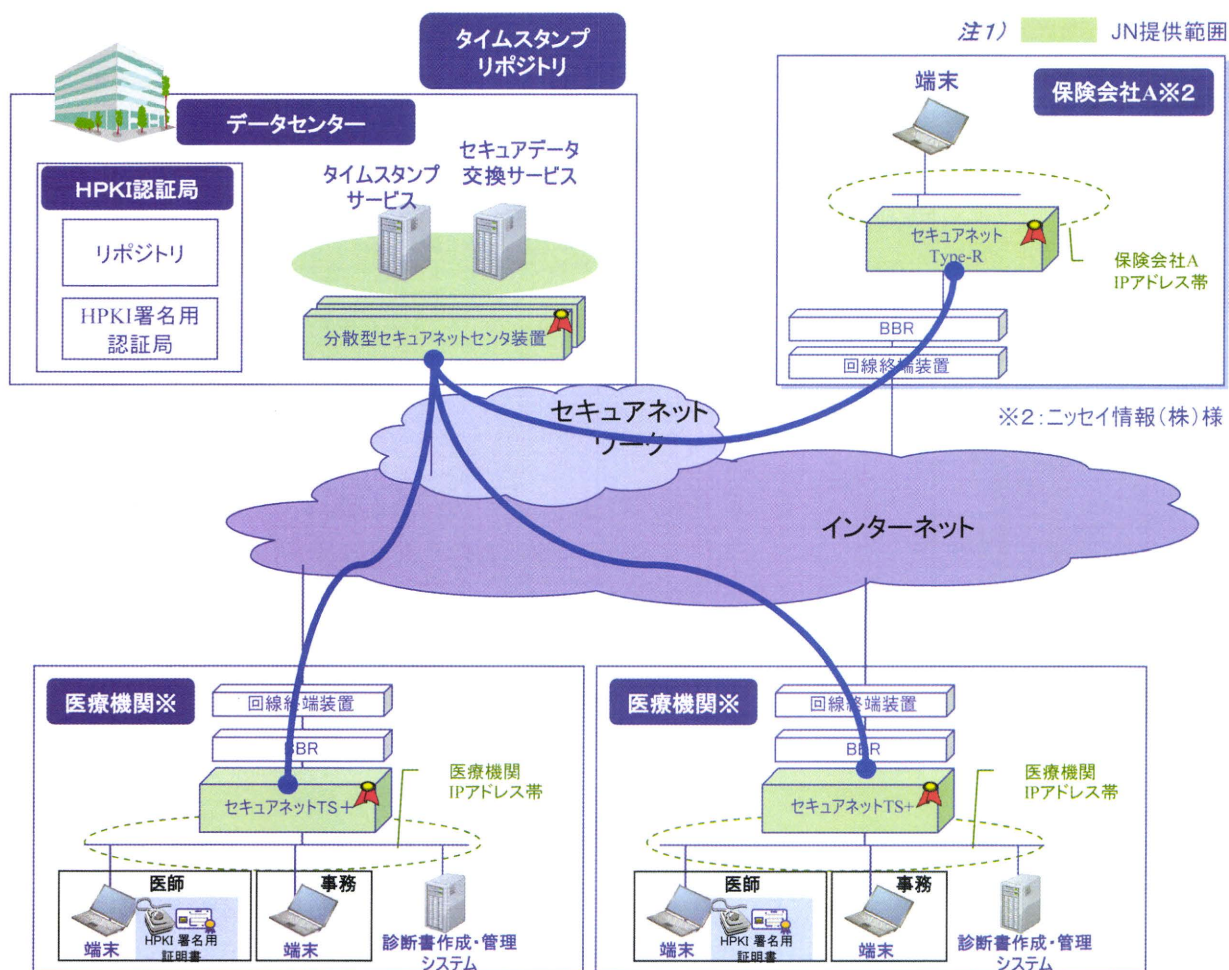 タイムスタンプ
リポジトリ
注1)
JN提供範囲
データセンター
HPKI認証局
リポジトリ
HPKI署名用
認証局
タイムスタンプ
サービス
セキュアデータ
交換サービス
分散型セキュアネットセンタ装置
保険会社A※2
端末
セキュアネット
Type-R
保険会社A
IPアドレス帯
BBR
回線終端装置
※2:ニッセイ情報(株)様
セキュアネット
ワーク
インターネット
医療機関※
回線終端装置
BBR
セキュアネットTS+
医療機関
IPアドレス帯
医師
端末
HPKI 署名用
証明書
事務
端末
診断書作成・管理
システム
医療機関※
回線終端装置
BBR
セキュアネットTS+
医療機関
IPアドレス帯
医師
端末
HPKI 署名用
証明書
事務
端末
診断書作成・管理
システム